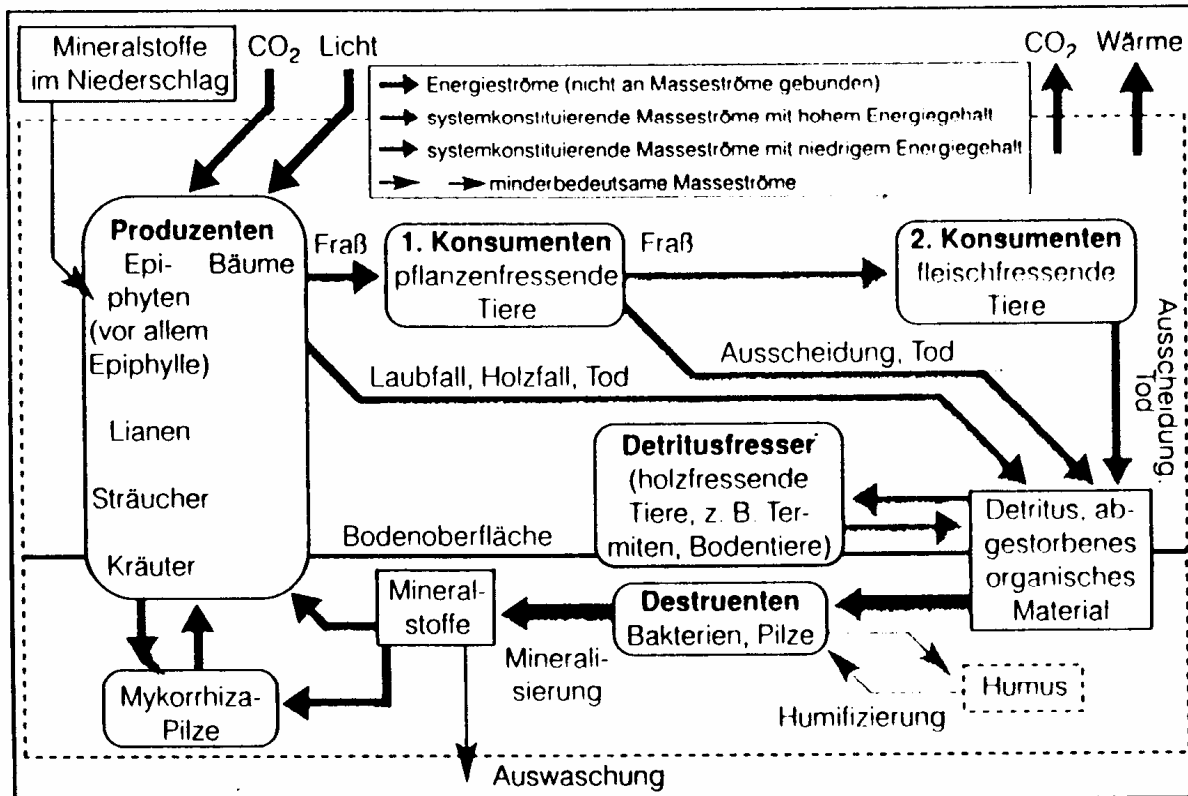 Mineralstoffe
im Niederschlag
CO₂
Licht
CO₂
Wärme
Energieströme (nicht an Masseströme gebunden)
systemkonstituierende Masseströme mit hohem Energiegehalt
systemkonstituierende Masseströme mit niedrigem Energiegehalt
minderbedeutsame Masseströme
Produzenten
Epi-
phyten
(vor allem
Epiphylle)
Bäume
Lianen
Sträucher
Kräuter
Fraß
1. Konsumenten
pflanzenfressende
Tiere
Fraß
2. Konsumenten
fleischfressende
Tiere
Ausscheidung, Tod
Ausscheidung.
Tod
Laubfall, Holzfall, Tod
Detritusfresser
(holzfressende
Tiere, z. B. Ter-
miten, Bodentiere)
Detritus, ab-
gestorbenes
organisches
Material
Bodenoberfläche
Mineral-
stoffe
Destruenten
Bakterien, Pilze
Minerali-
sierung
Mykorrhiza-
Pilze
Humus
Humifizierung
Auswaschung